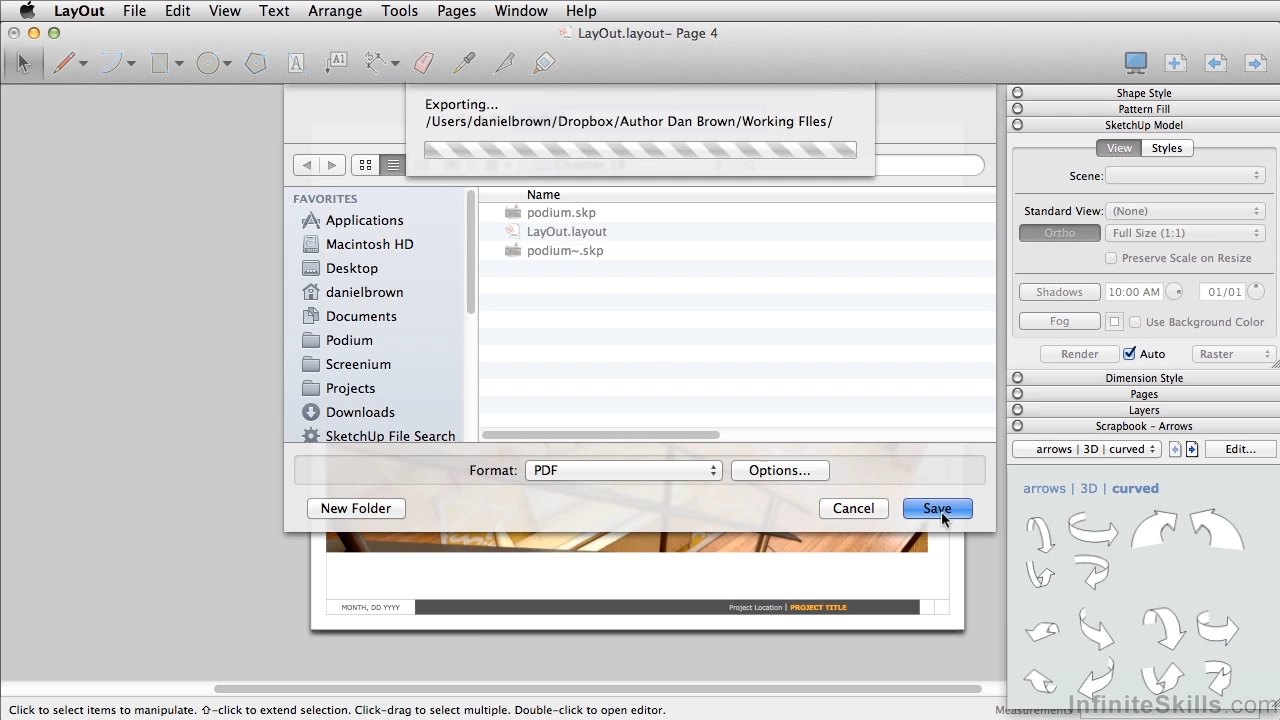 LayOut File Edit View Text Arrange Tools Pages Window Help
LayOut.layout– Page 4
A
A1
Exporting...
/Users/danielbrown/Dropbox/Author Dan Brown/Working FIles/
FAVORITES
Applications
Macintosh HD
Desktop
danielbrown
Documents
Podium
Screenium
Projects
Downloads
SketchUp File Search
Name
podium.skp
LayOut.layout
podium~.skp
Format: PDF Options...
New Folder Cancel Save
MONTH, DD YYYY Project Location | PROJECT TITLE
Shape Style
Pattern Fill
SketchUp Model
View Styles
Scene:
Standard View: (None)
Ortho Full Size (1:1)
Preserve Scale on Resize
Shadows 10:00 AM 01/01
Fog Use Background Color
Render Auto Raster
Dimension Style
Pages
Layers
Scrapbook – Arrows
arrows | 3D | curved Edit...
arrows | 3D | curved
Click to select items to manipulate. ⇧-click to extend selection. Click-drag to select multiple. Double-click to open editor. Measurements
InfiniteSkills.com